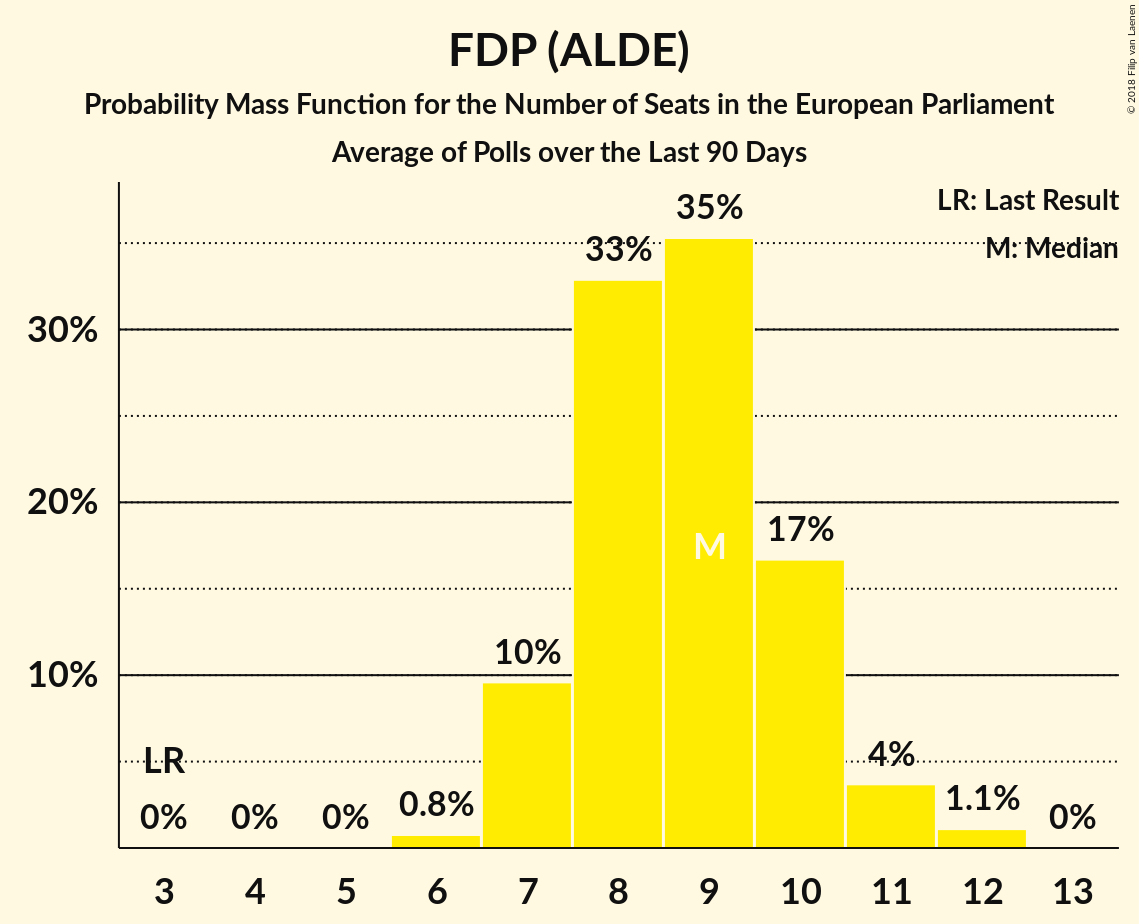 FDP (ALDE)
Probability Mass Function for the Number of Seats in the European Parliament
Average of Polls over the Last 90 Days
© 2018 Filip van Laenen
LR: Last Result
M: Median
35%
33%
30%
20%
17%
M
10%
10%
LR
4%
0%
0%
0%
0.8%
1.1%
0%
3 4 5 6 7 8 9 10 11 12 13